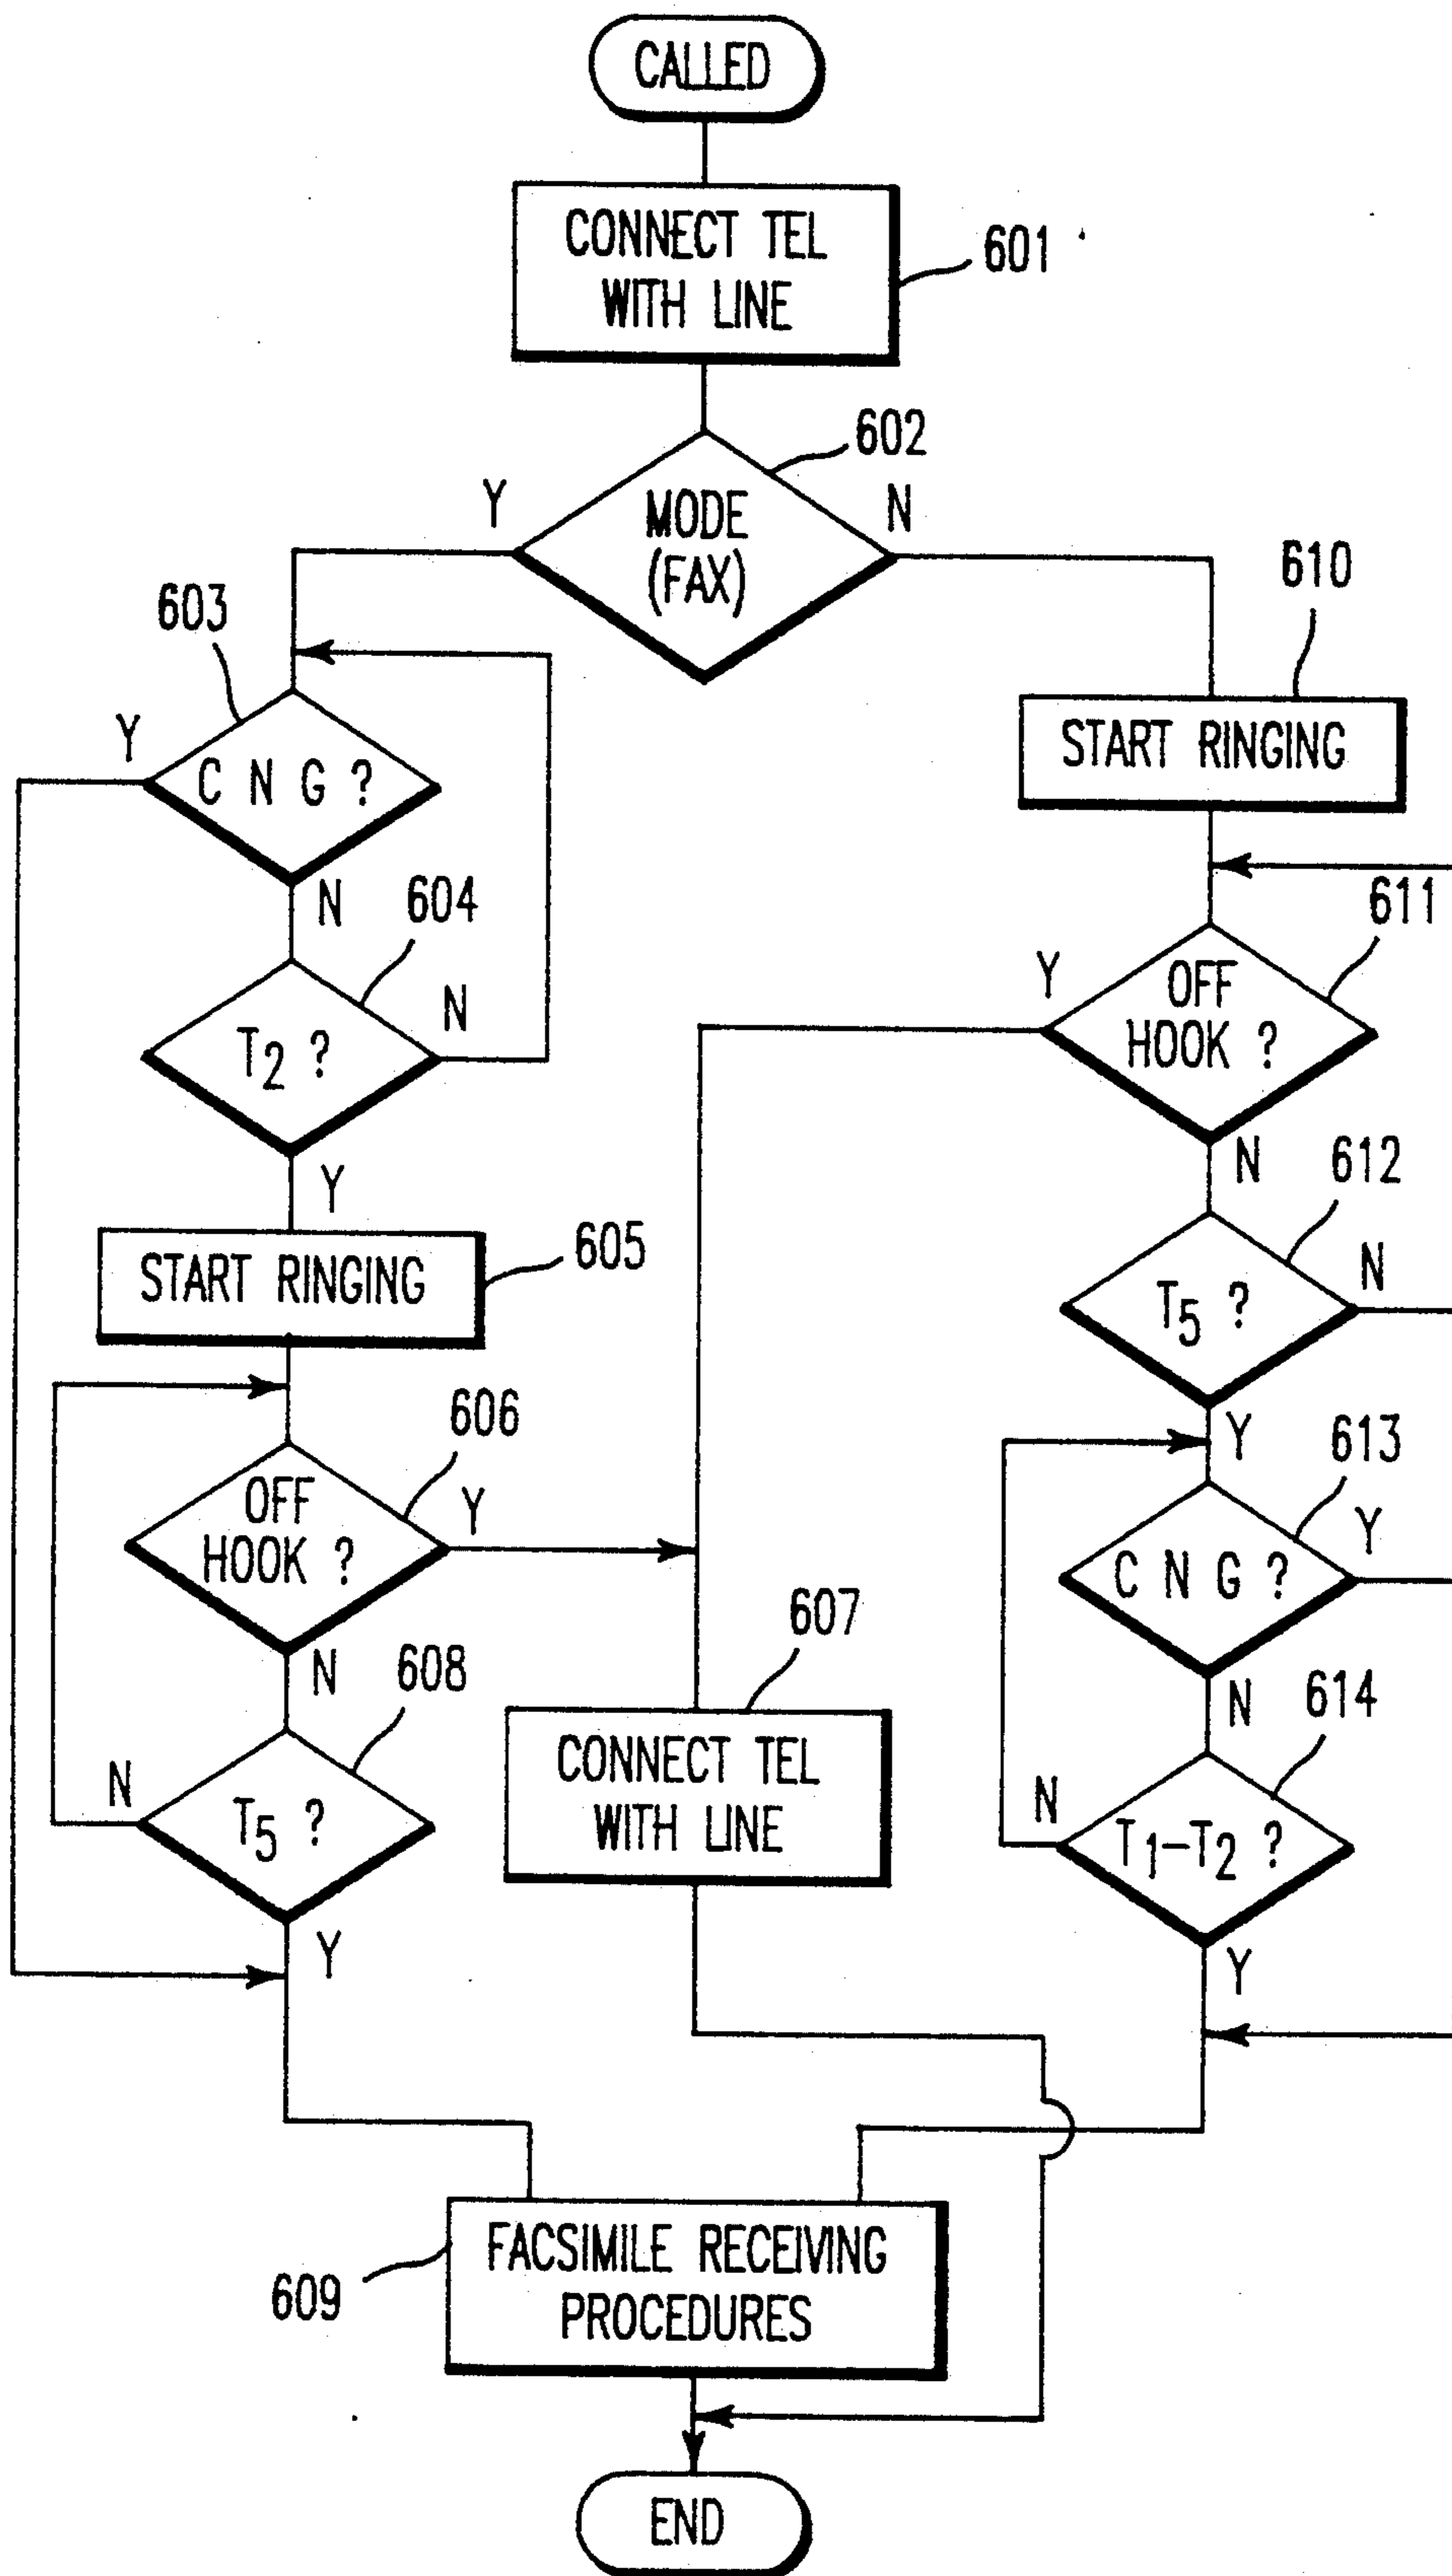 CALLED
CONNECT TEL
WITH LINE
601
602
MODE
(FAX)
Y
N
603
610
Y
C N G ?
START RINGING
N
604
611
T2 ?
N
Y
OFF
HOOK ?
Y
N
612
START RINGING
605
T5 ?
N
606
Y
613
OFF
HOOK ?
Y
C N G ?
Y
607
N
608
N
614
CONNECT TEL
WITH LINE
N
T5 ?
N
T1-T2 ?
Y
Y
FACSIMILE RECEIVING
PROCEDURES
609
END